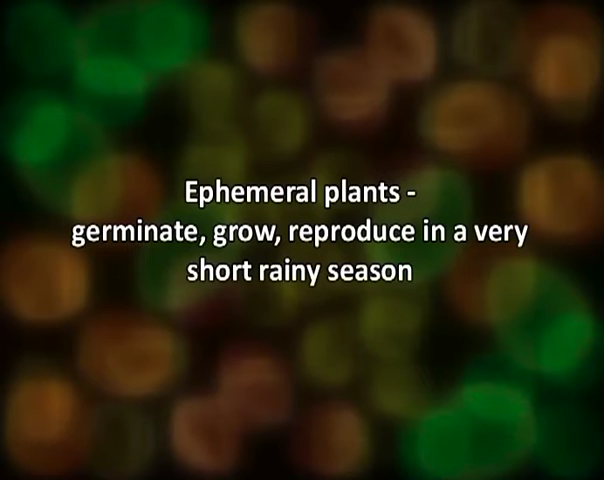 Ephemeral plants -
germinate, grow, reproduce in a very
short rainy season